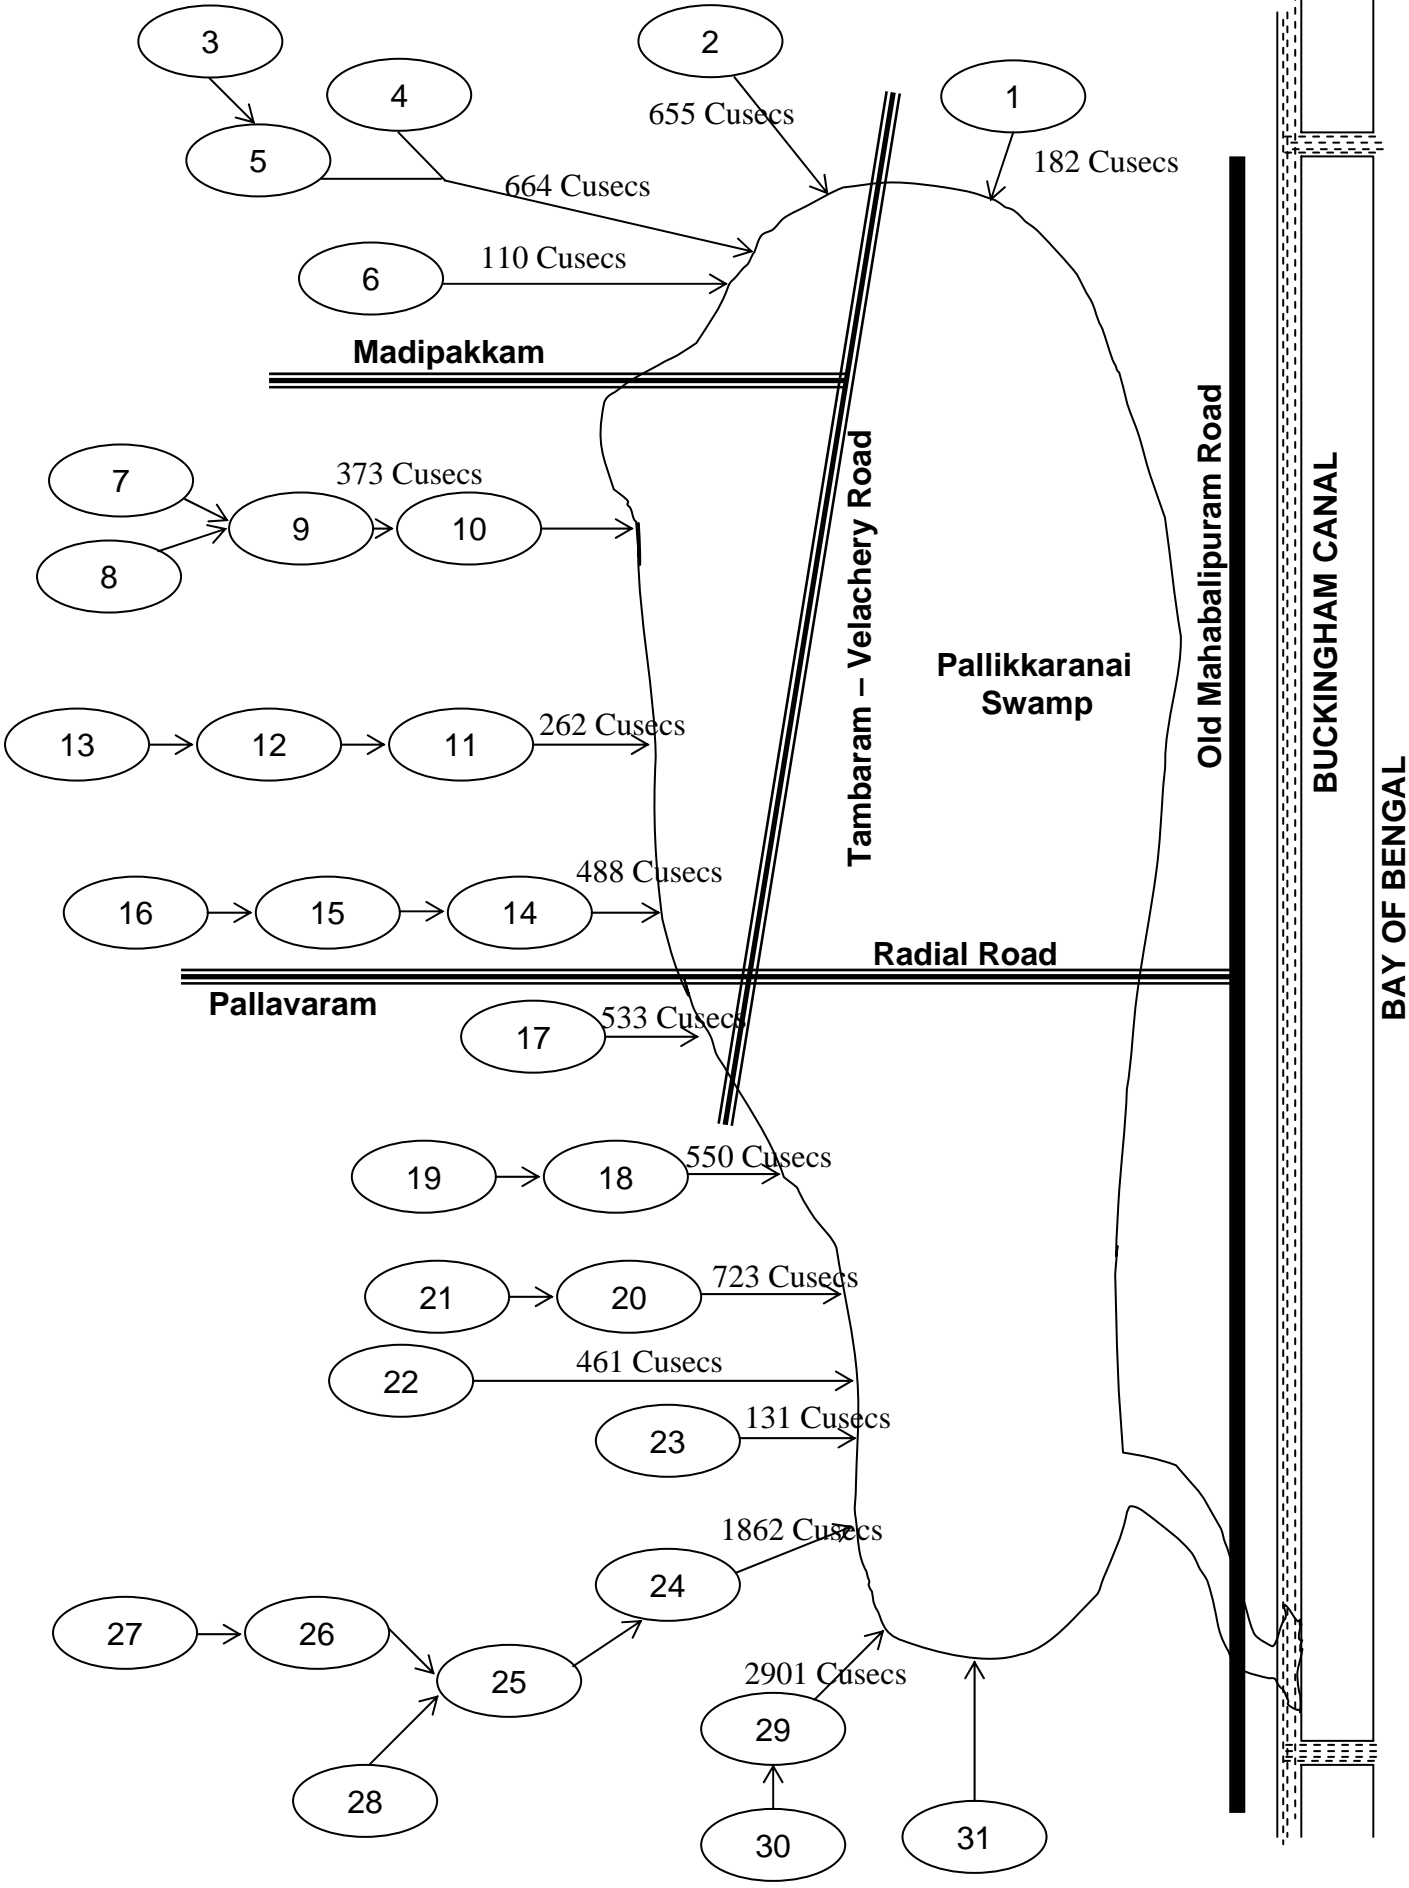 3
2
4
1
655 Cusecs
5
182 Cusecs
664 Cusecs
110 Cusecs
6
Madipakkam
7
373 Cusecs
9
10
8
Tambaram – Velachery Road
Old Mahabalipuram Road
BUCKINGHAM CANAL
BAY OF BENGAL
Pallikkaranai
Swamp
13
12
11
262 Cusecs
16
15
14
488 Cusecs
Radial Road
Pallavaram
17
533 Cusecs
19
18
550 Cusecs
21
20
723 Cusecs
22
461 Cusecs
23
131 Cusecs
1862 Cusecs
24
27
26
25
2901 Cusecs
29
28
30
31